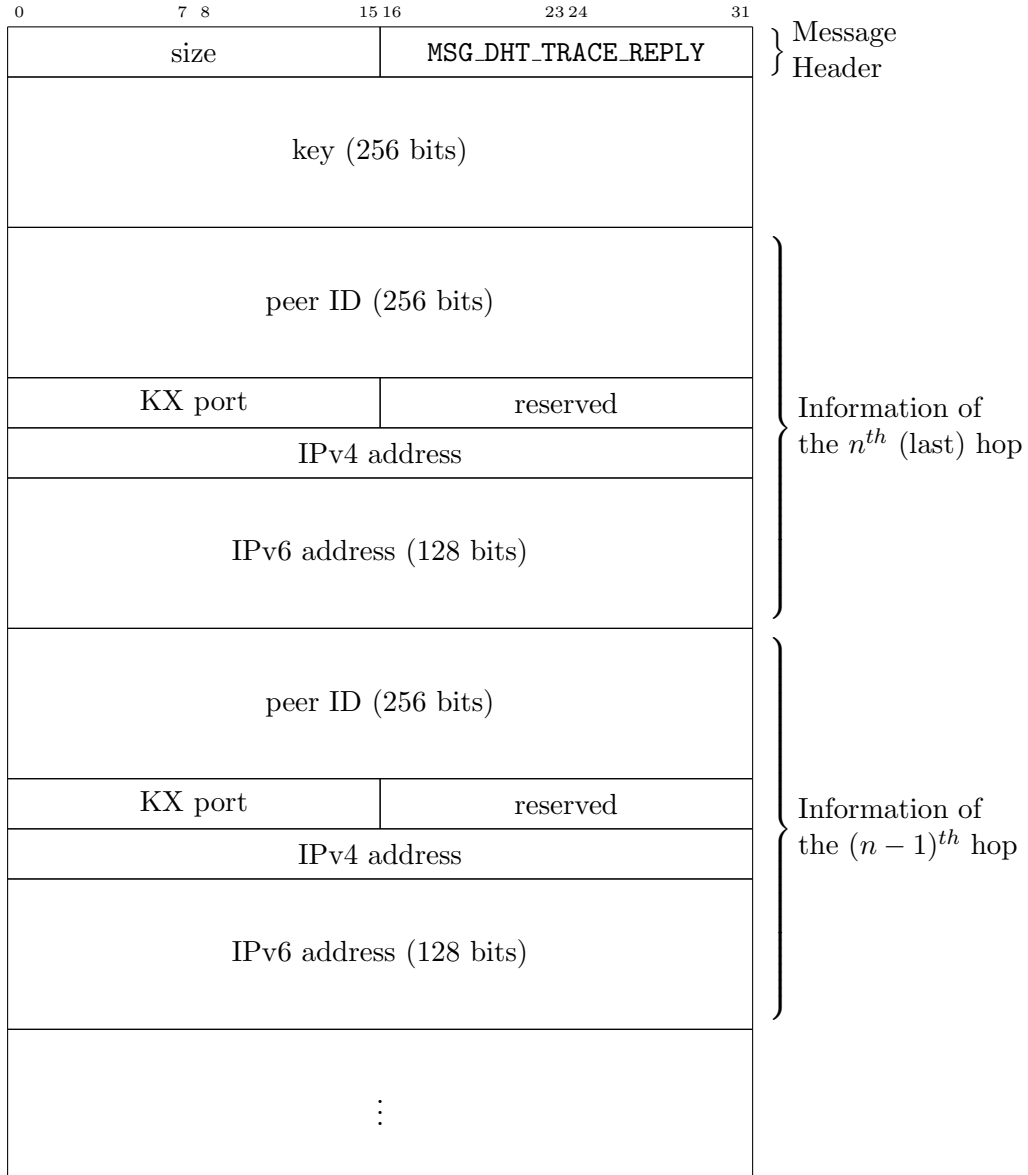 0 7 8 15 16 23 24 31
size MSG_DHT_TRACE_REPLY
Message
Header
key (256 bits)
peer ID (256 bits)
KX port reserved
IPv4 address
IPv6 address (128 bits)
Information of
the n^th (last) hop
peer ID (256 bits)
KX port reserved
IPv4 address
IPv6 address (128 bits)
Information of
the (n − 1)^th hop
⋮